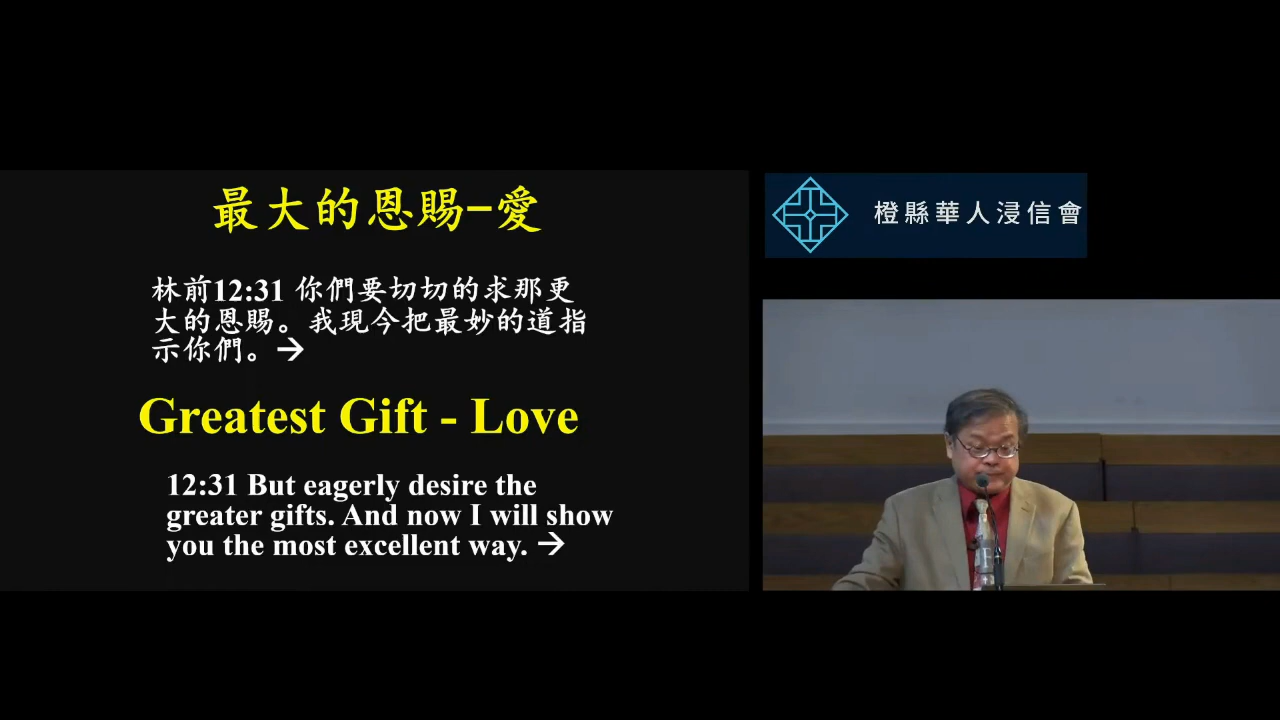 最大的恩賜-愛
林前12:31 你們要切切的求那更
大的恩賜。我現今把最妙的道指
示你們。→
Greatest Gift - Love
12:31 But eagerly desire the
greater gifts. And now I will show
you the most excellent way. →
橙縣華人浸信會